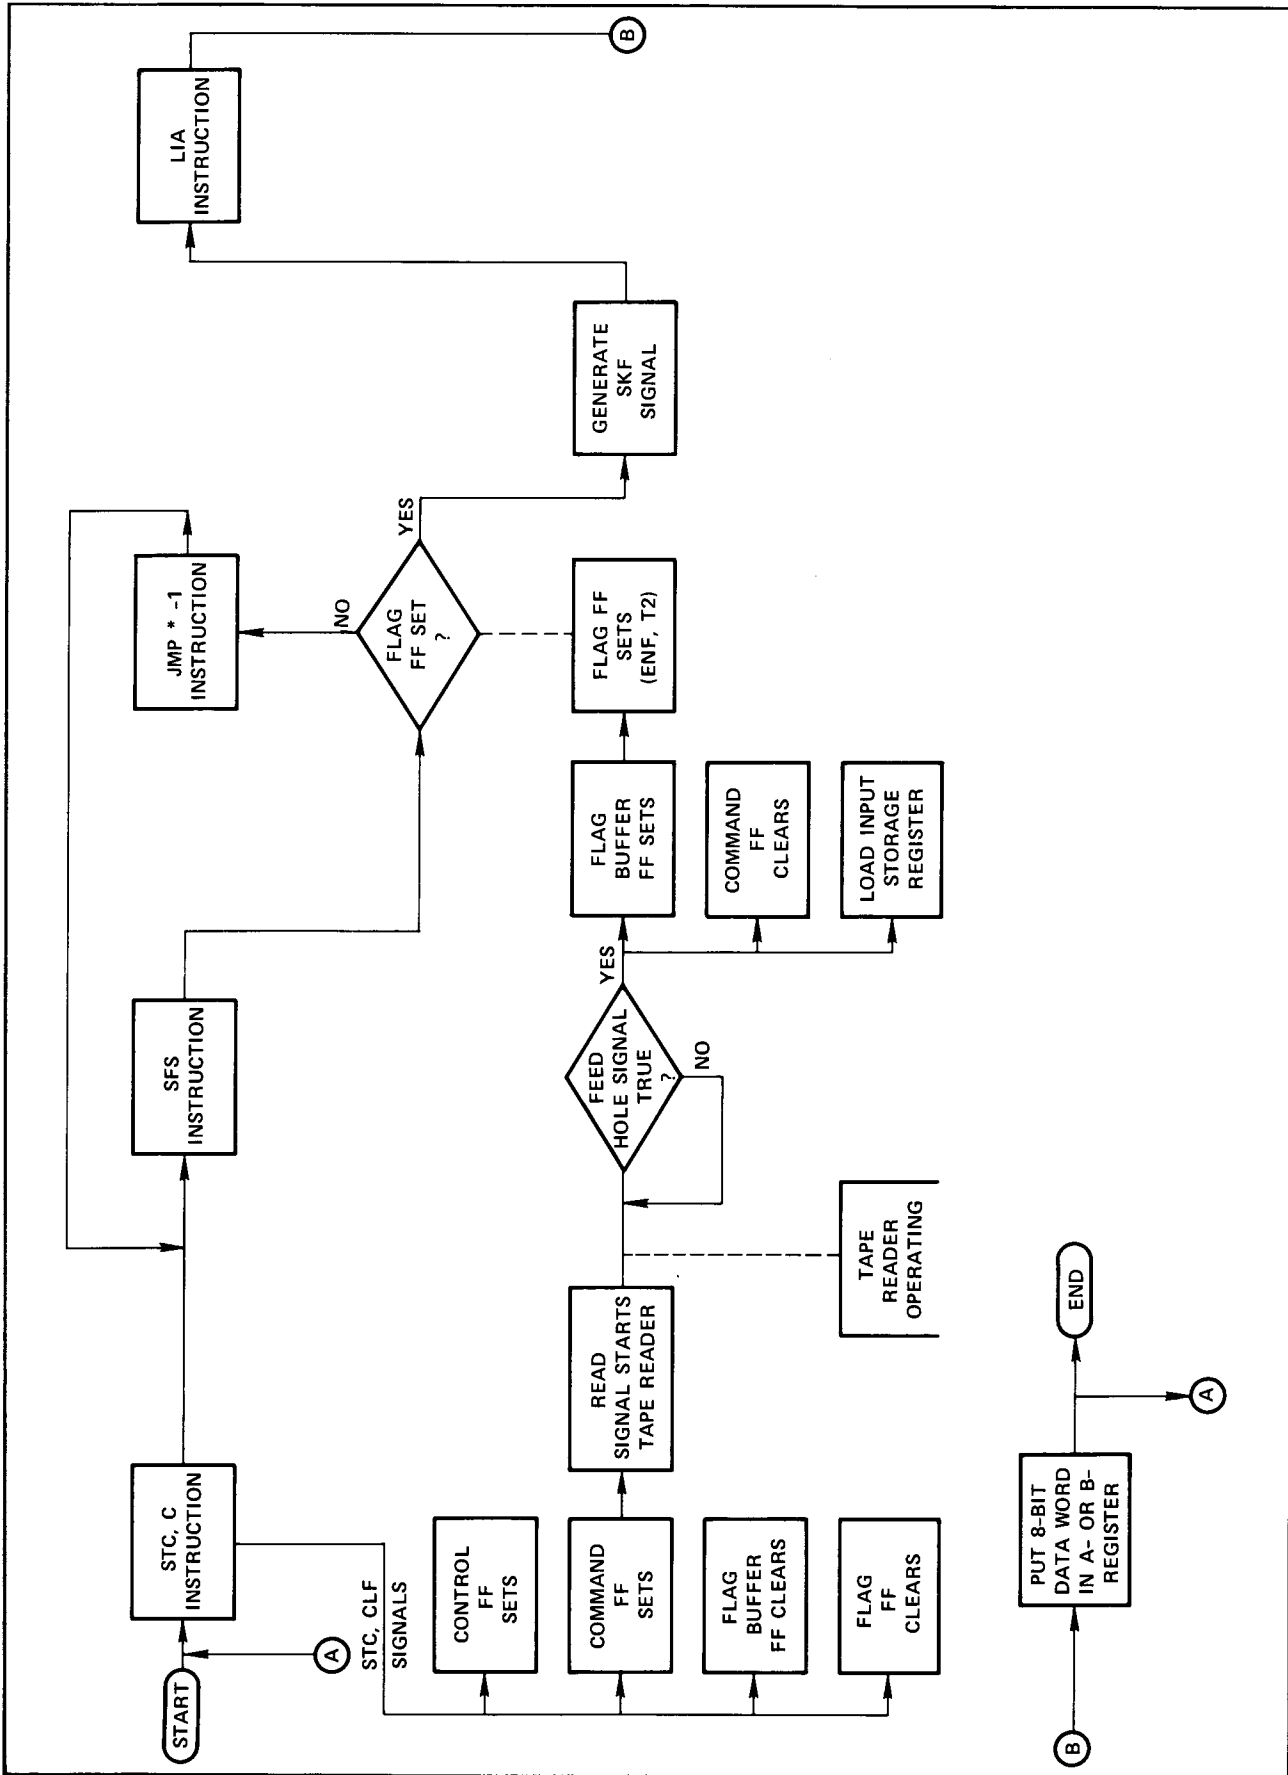 START
STC, C
INSTRUCTION
SFS
INSTRUCTION
JMP * -1
INSTRUCTION
LIA
INSTRUCTION
A
STC, CLF
SIGNALS
NO
FLAG
FF SET
?
YES
B
CONTROL
FF
SETS
COMMAND
FF
SETS
READ
SIGNAL STARTS
TAPE READER
FEED
HOLE SIGNAL
TRUE
?
YES
NO
FLAG
BUFFER
FF SETS
FLAG FF
SETS
(ENF, T2)
GENERATE
SKF
SIGNAL
FLAG
BUFFER
FF CLEARS
COMMAND
FF
CLEARS
FLAG
FF
CLEARS
TAPE
READER
OPERATING
LOAD INPUT
STORAGE
REGISTER
B
PUT 8-BIT
DATA WORD
IN A- OR B-
REGISTER
END
A